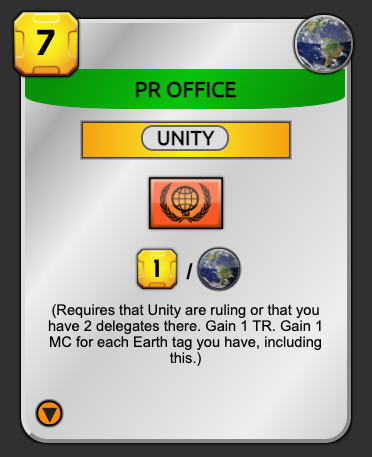 7
PR OFFICE
UNITY
1 /
(Requires that Unity are ruling or that you
have 2 delegates there. Gain 1 TR. Gain 1
MC for each Earth tag you have, including
this.)